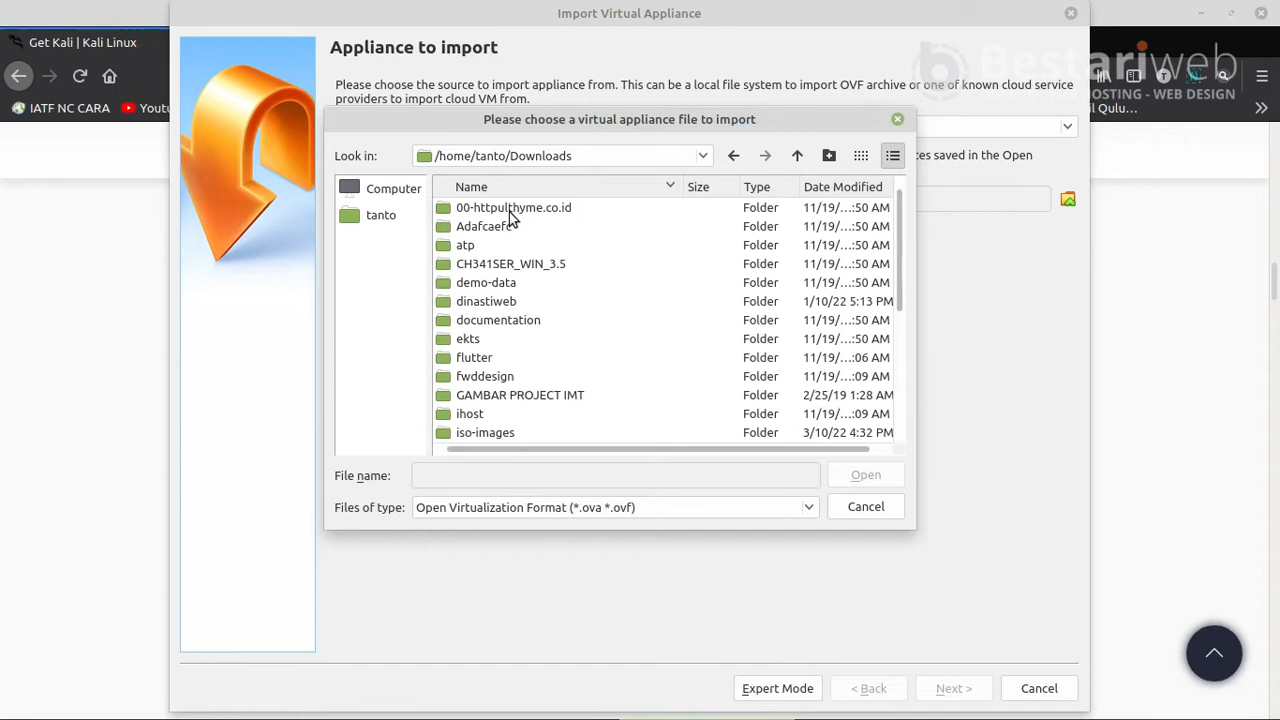 Import Virtual Appliance
Get Kali | Kali Linux
Appliance to import
Bestariweb
HOSTING - WEB DESIGN
IATF NC CARA
Youtu
il Qulu…
Please choose the source to import appliance from. This can be a local file system to import OVF archive or one of known cloud service
providers to import cloud VM from.
Please choose a virtual appliance file to import
ces saved in the Open
Look in:
/home/tanto/Downloads
Computer
tanto
Name
Size
Type
Date Modified
00-httpulthyme.co.id Folder 11/19/…:50 AM
Adafcaefc Folder 11/19/…:50 AM
atp Folder 11/19/…:50 AM
CH341SER_WIN_3.5 Folder 11/19/…:50 AM
demo-data Folder 11/19/…:50 AM
dinastiweb Folder 1/10/22 5:13 PM
documentation Folder 11/19/…:50 AM
ekts Folder 11/19/…:50 AM
flutter Folder 11/19/…:06 AM
fwddesign Folder 11/19/…:09 AM
GAMBAR PROJECT IMT Folder 2/25/19 1:28 AM
ihost Folder 11/19/…:09 AM
iso-images Folder 3/10/22 4:32 PM
File name:
Open
Files of type:
Open Virtualization Format (*.ova *.ovf)
Cancel
Expert Mode
< Back
Next >
Cancel